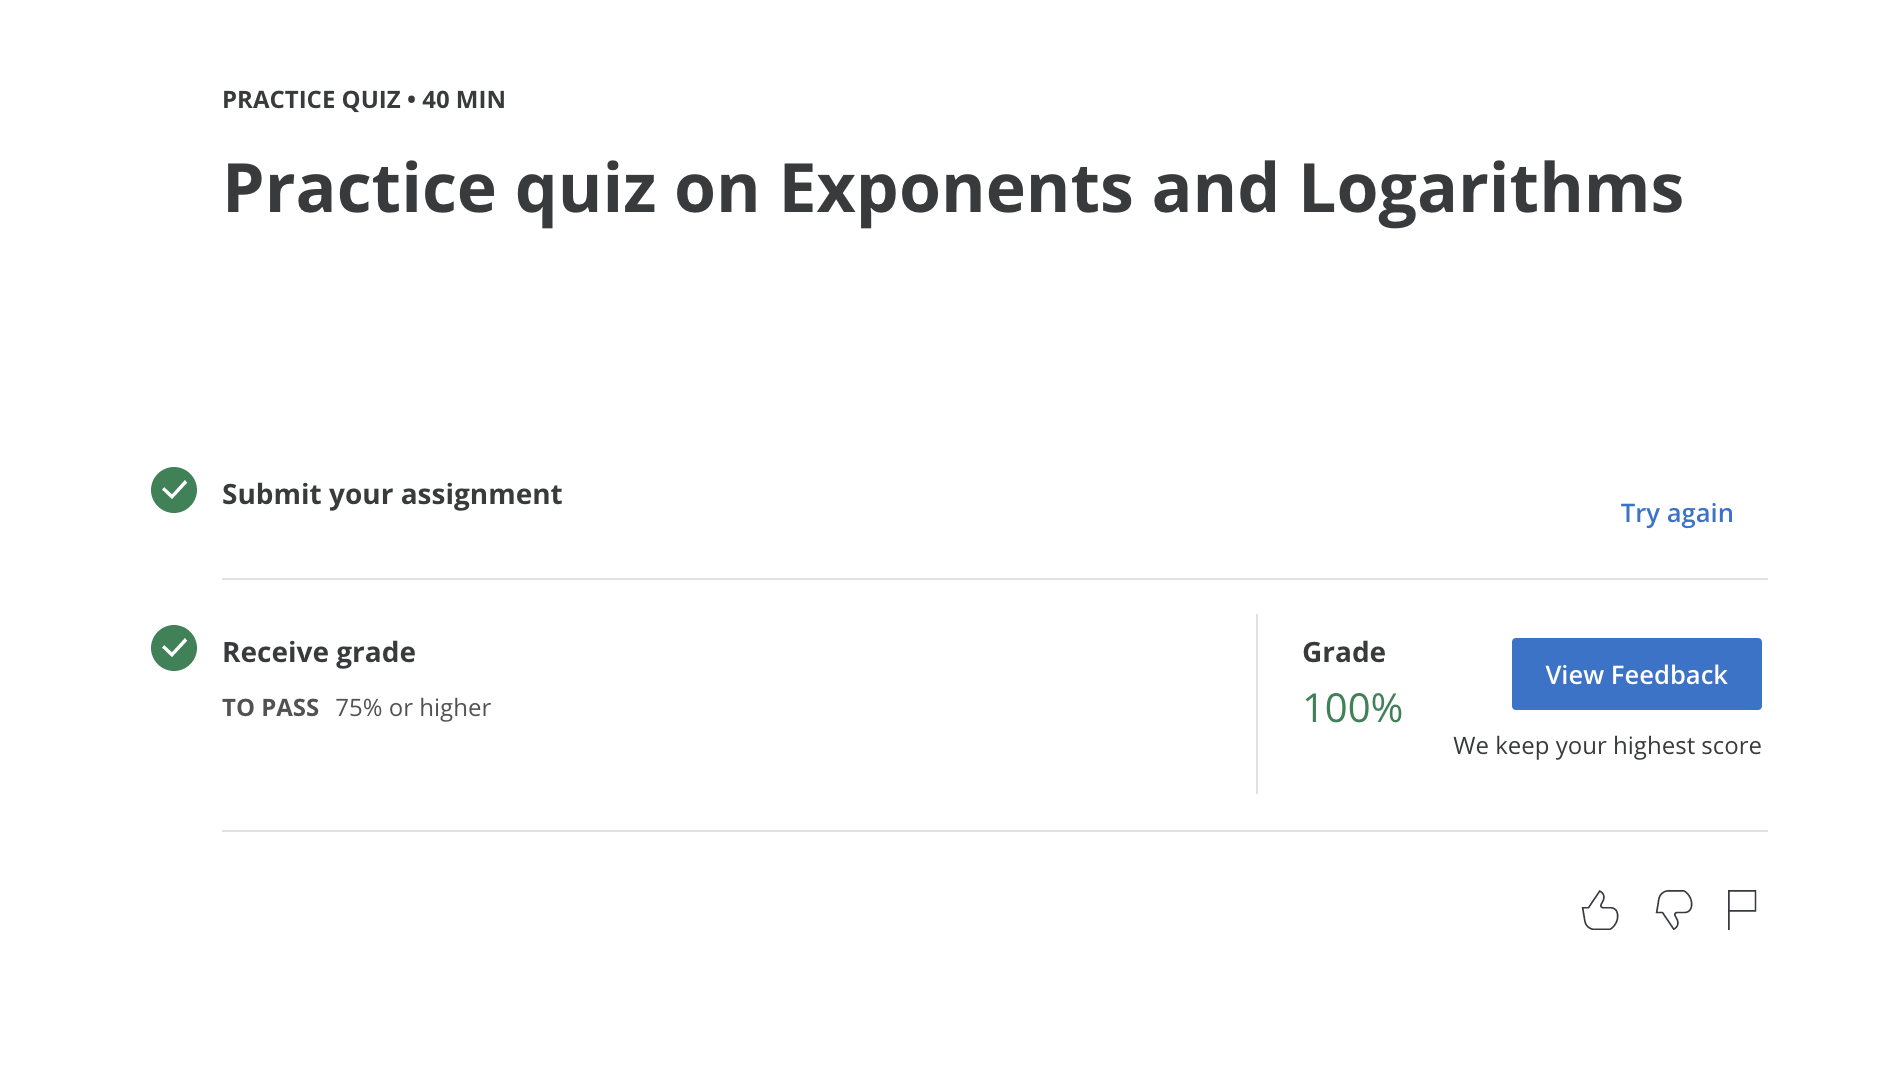 PRACTICE QUIZ • 40 MIN
Practice quiz on Exponents and Logarithms
Submit your assignment
Try again
Receive grade
TO PASS 75% or higher
Grade
100%
View Feedback
We keep your highest score